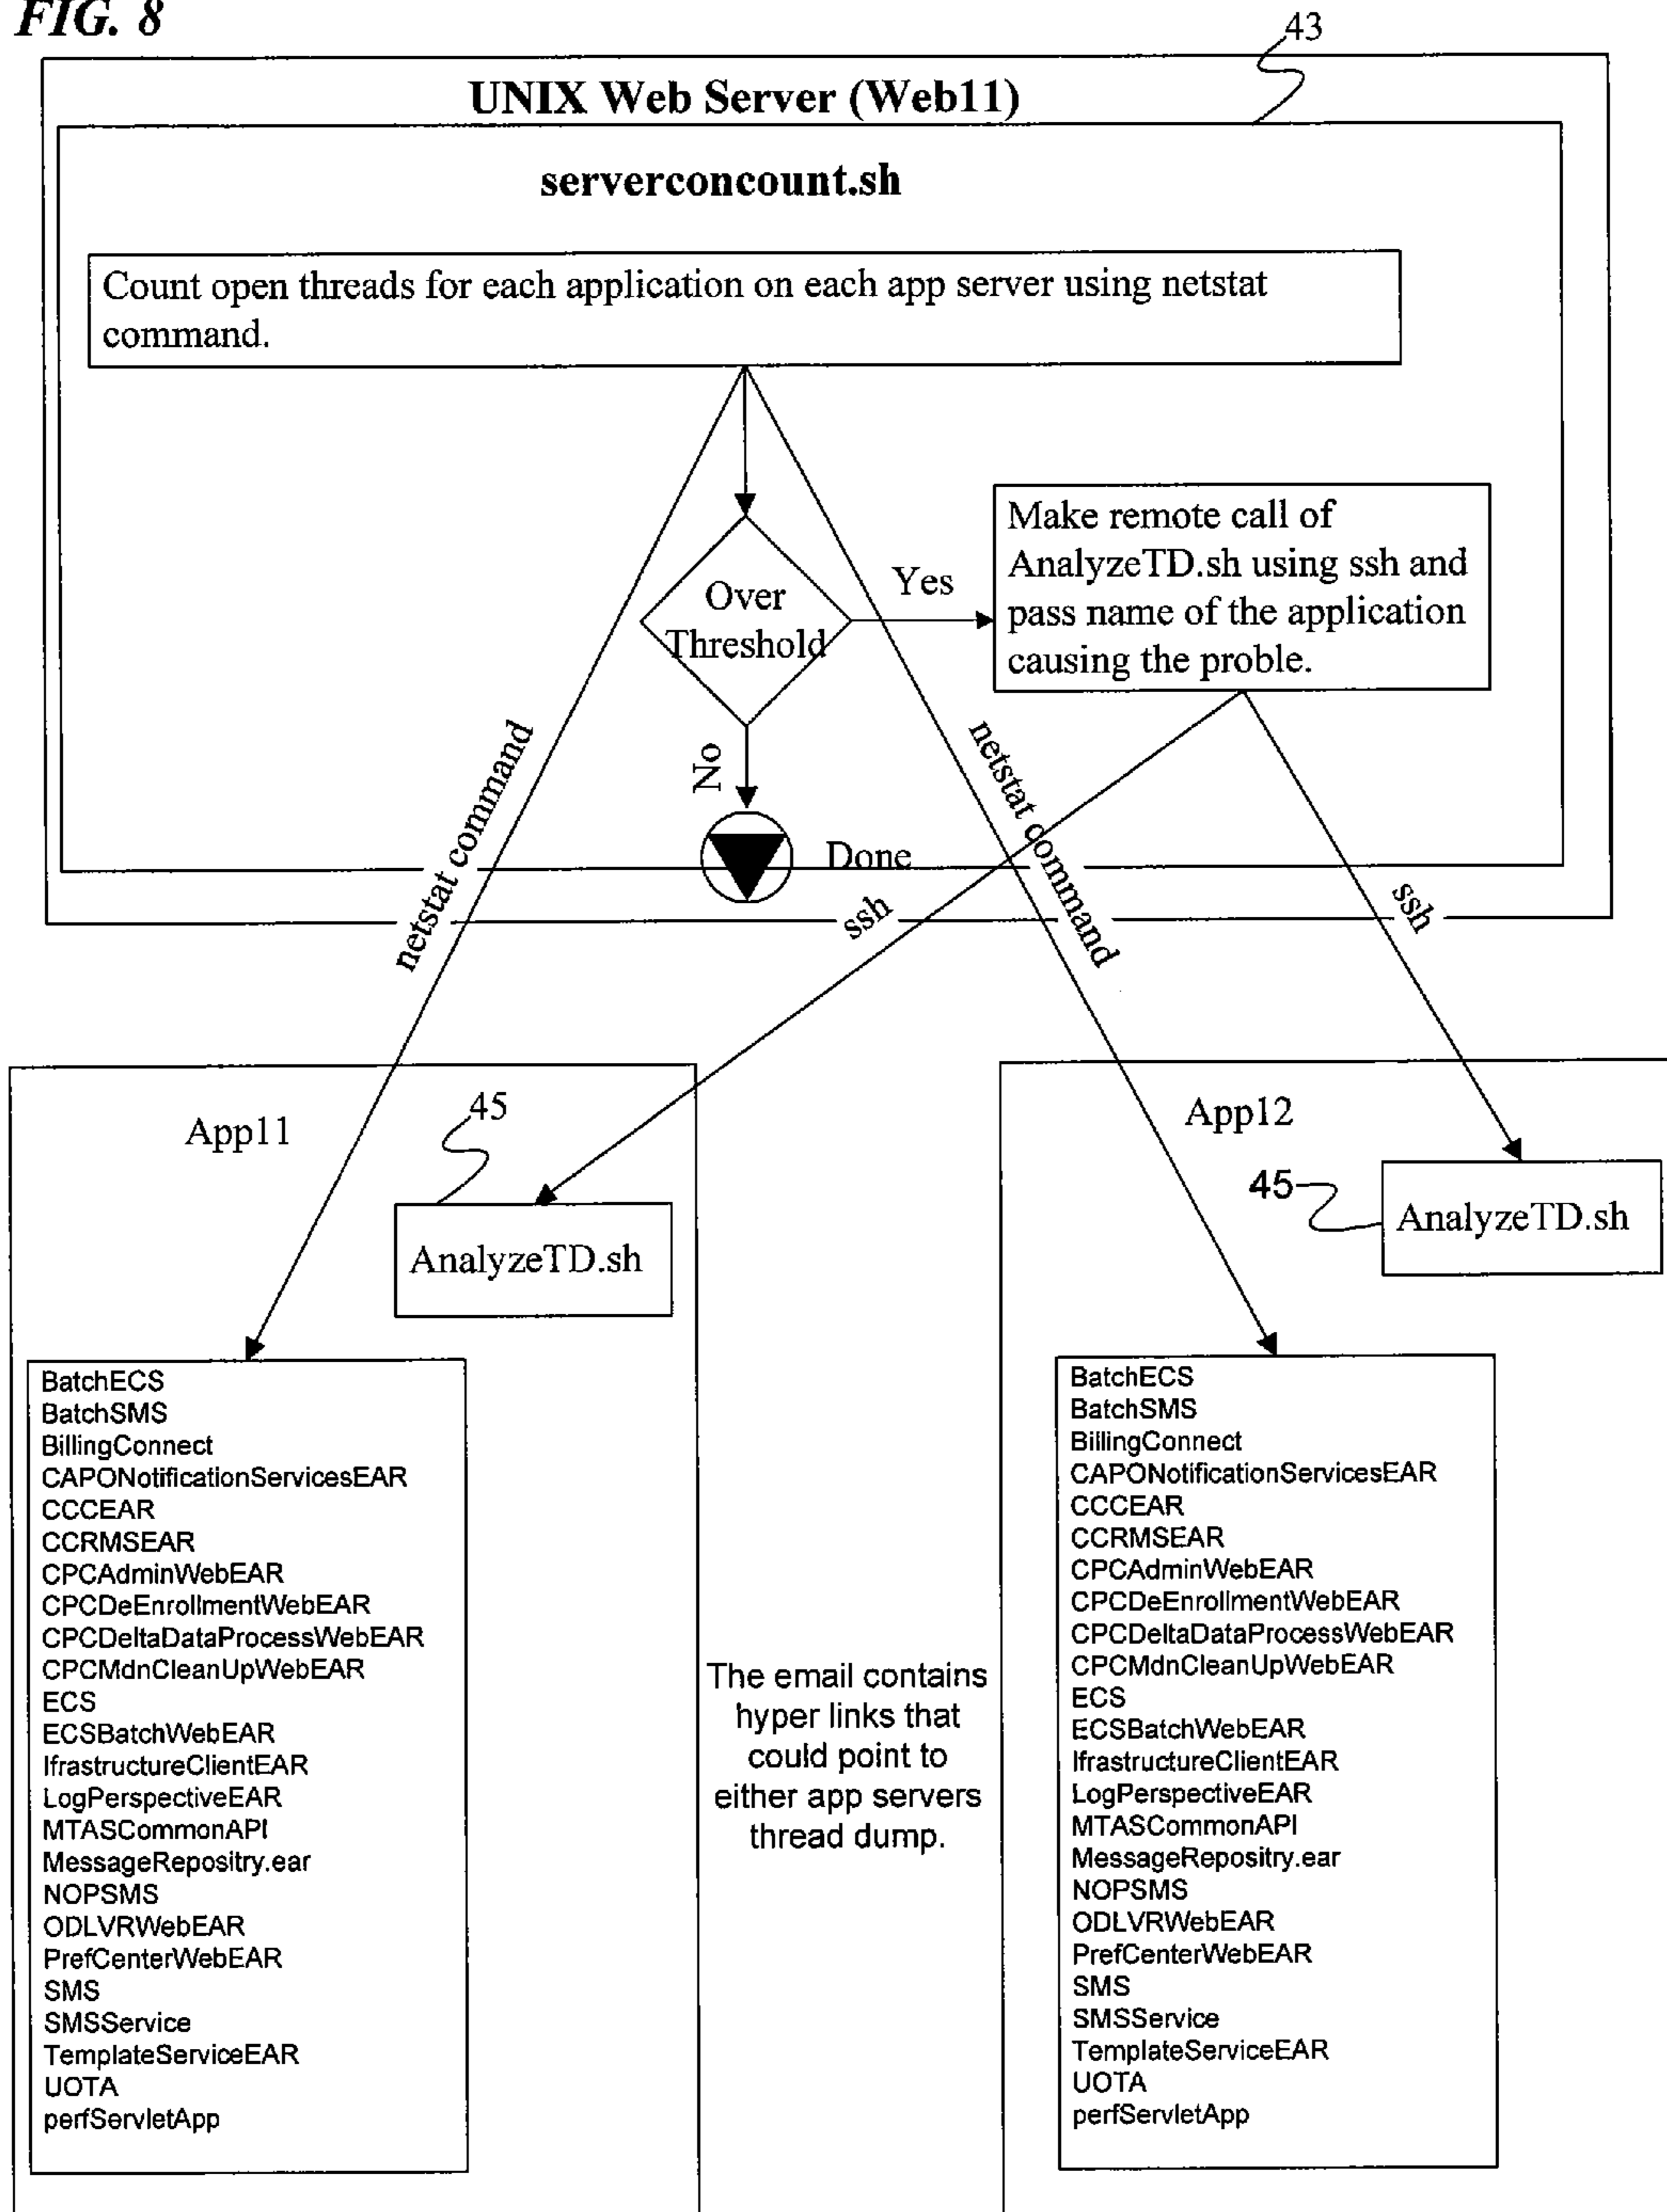 FIG. 8
43
UNIX Web Server (Web11)
serverconcount.sh
Count open threads for each application on each app server using netstat
command.
Over
Threshold
Yes
Make remote call of
AnalyzeTD.sh using ssh and
pass name of the application
causing the proble.
No
Done
netstat command
ssh
netstat command
ssh
App11
45
AnalyzeTD.sh
BatchECS
BatchSMS
BillingConnect
CAPONotificationServicesEAR
CCCEAR
CCRMSEAR
CPCAdminWebEAR
CPCDeEnrollmentWebEAR
CPCDeltaDataProcessWebEAR
CPCMdnCleanUpWebEAR
ECS
ECSBatchWebEAR
IfrastructureClientEAR
LogPerspectiveEAR
MTASCommonAPI
MessageRepositry.ear
NOPSMS
ODLVRWebEAR
PrefCenterWebEAR
SMS
SMSService
TemplateServiceEAR
UOTA
perfServletApp
The email contains
hyper links that
could point to
either app servers
thread dump.
App12
45
AnalyzeTD.sh
BatchECS
BatchSMS
BillingConnect
CAPONotificationServicesEAR
CCCEAR
CCRMSEAR
CPCAdminWebEAR
CPCDeEnrollmentWebEAR
CPCDeltaDataProcessWebEAR
CPCMdnCleanUpWebEAR
ECS
ECSBatchWebEAR
IfrastructureClientEAR
LogPerspectiveEAR
MTASCommonAPI
MessageRepositry.ear
NOPSMS
ODLVRWebEAR
PrefCenterWebEAR
SMS
SMSService
TemplateServiceEAR
UOTA
perfServletApp